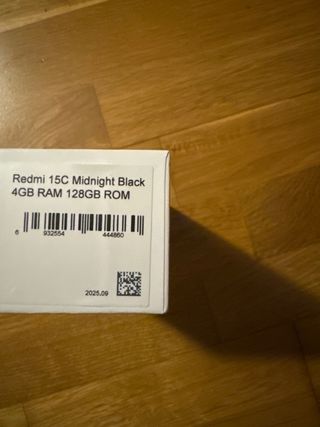 Redmi 15C Midnight Black
4GB RAM 128GB ROM
6 932554 444860
2025.09